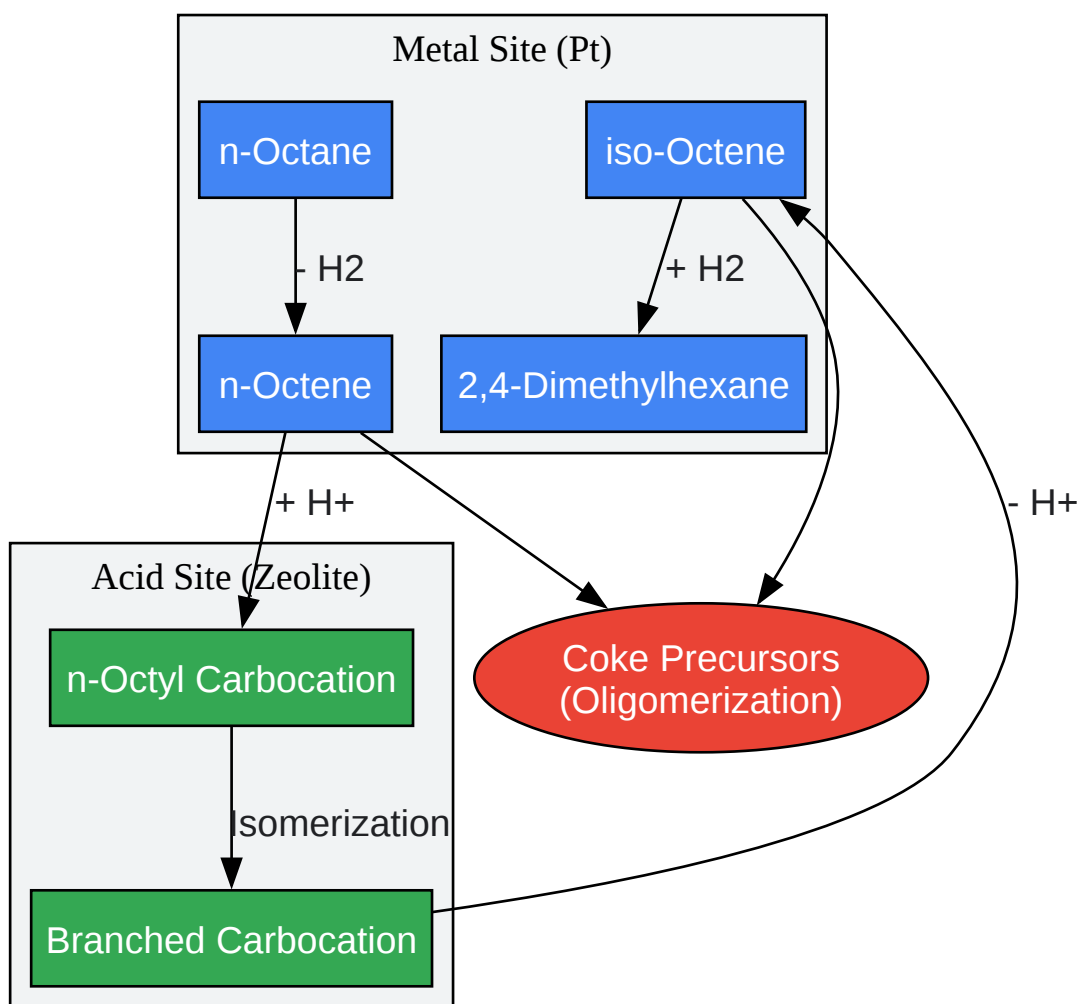 Metal Site (Pt)
n-Octane
iso-Octene
- H2
+ H2
n-Octene
2,4-Dimethylhexane
+ H+
- H+
Acid Site (Zeolite)
n-Octyl Carbocation
Coke Precursors
(Oligomerization)
Isomerization
Branched Carbocation